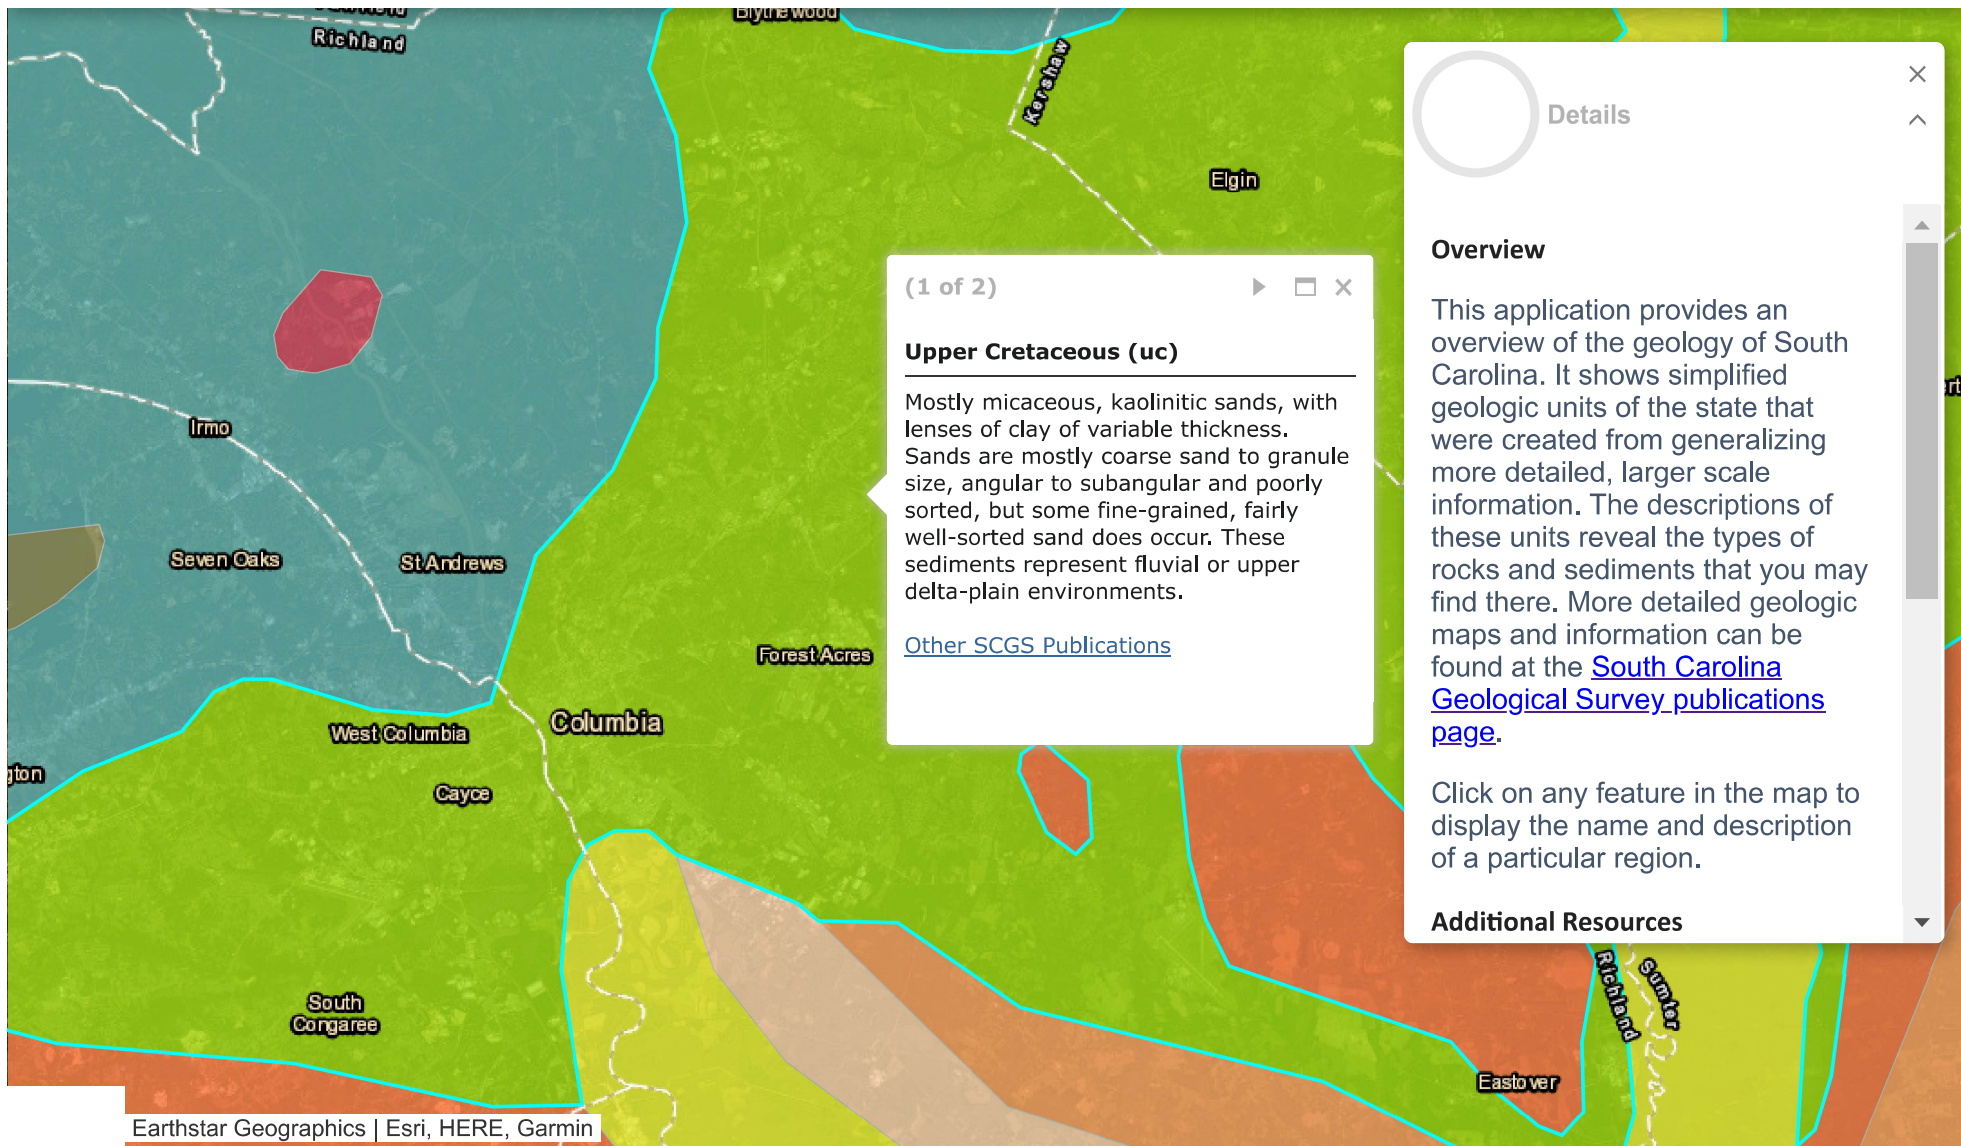 Blythewood
Richland
Kershaw
Elgin
Irmo
Seven Oaks
St Andrews
Forest Acres
Columbia
West Columbia
gton
Cayce
South
Congaree
Eastover
Richland
Sumter
ert
(1 of 2)
Upper Cretaceous (uc)
Mostly micaceous, kaolinitic sands, with
lenses of clay of variable thickness.
Sands are mostly coarse sand to granule
size, angular to subangular and poorly
sorted, but some fine-grained, fairly
well-sorted sand does occur. These
sediments represent fluvial or upper
delta-plain environments.
Other SCGS Publications
Details
Overview
This application provides an
overview of the geology of South
Carolina. It shows simplified
geologic units of the state that
were created from generalizing
more detailed, larger scale
information. The descriptions of
these units reveal the types of
rocks and sediments that you may
find there. More detailed geologic
maps and information can be
found at the South Carolina
Geological Survey publications
page.
Click on any feature in the map to
display the name and description
of a particular region.
Additional Resources
Earthstar Geographics | Esri, HERE, Garmin